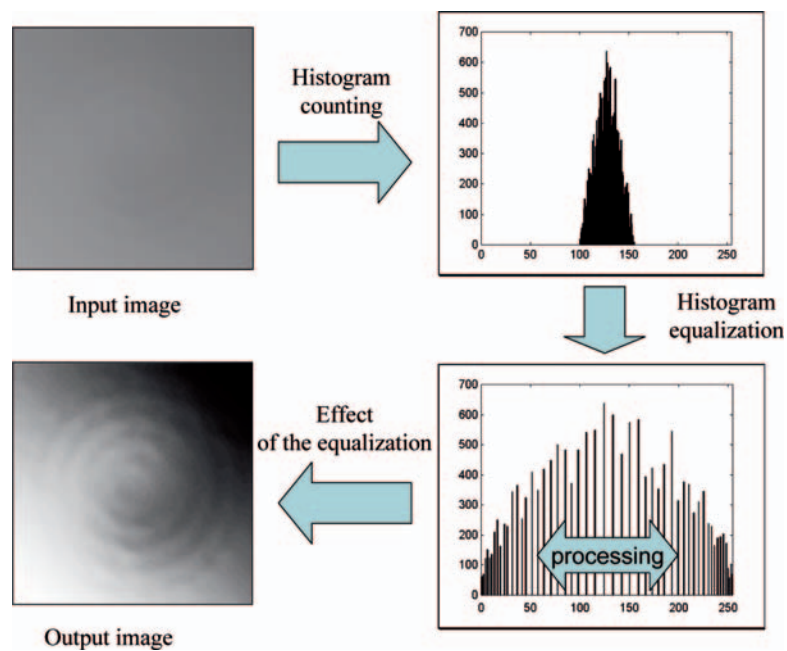 Histogram
counting
700
600
500
400
300
200
100
0
0 50 100 150 200 250
Input image
Histogram
equalization
Effect
of the equalization
700
600
500
400
300
200
100
0
processing
0 50 100 150 200 250
Output image